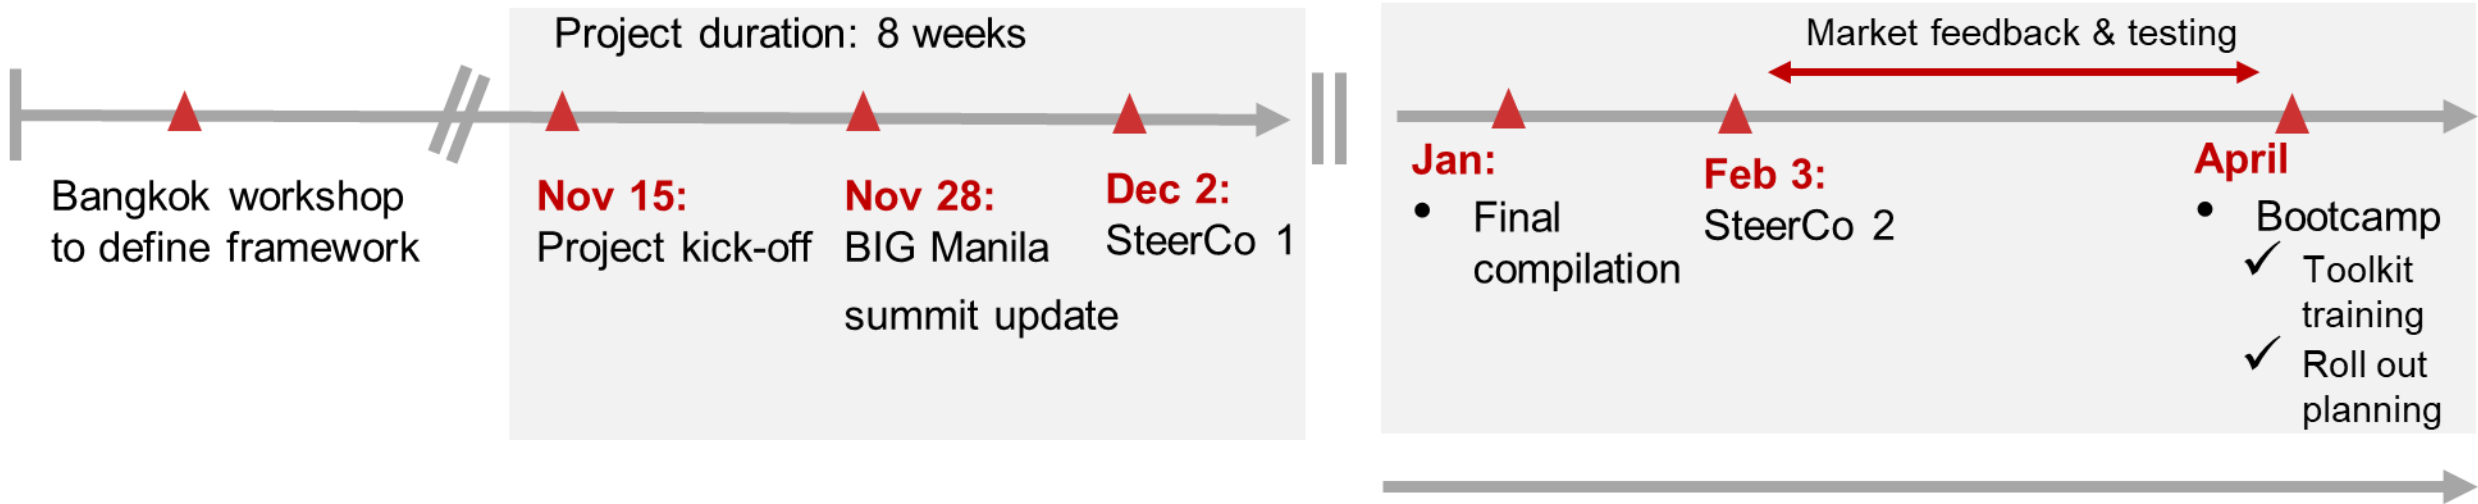 Project duration: 8 weeks
Market feedback & testing
Bangkok workshop
to define framework
Nov 15:
Project kick-off
Nov 28:
BIG Manila
summit update
Dec 2:
SteerCo 1
Jan:
• Final
compilation
Feb 3:
SteerCo 2
April
• Bootcamp
✓ Toolkit
training
✓ Roll out
planning